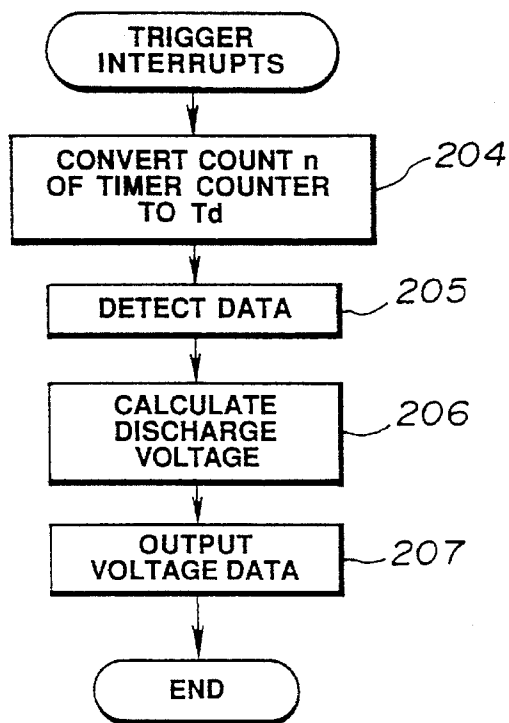 TRIGGER
INTERRUPTS
CONVERT COUNT n
OF TIMER COUNTER
TO Td
204
DETECT DATA
205
CALCULATE
DISCHARGE
VOLTAGE
206
OUTPUT
VOLTAGE DATA
207
END